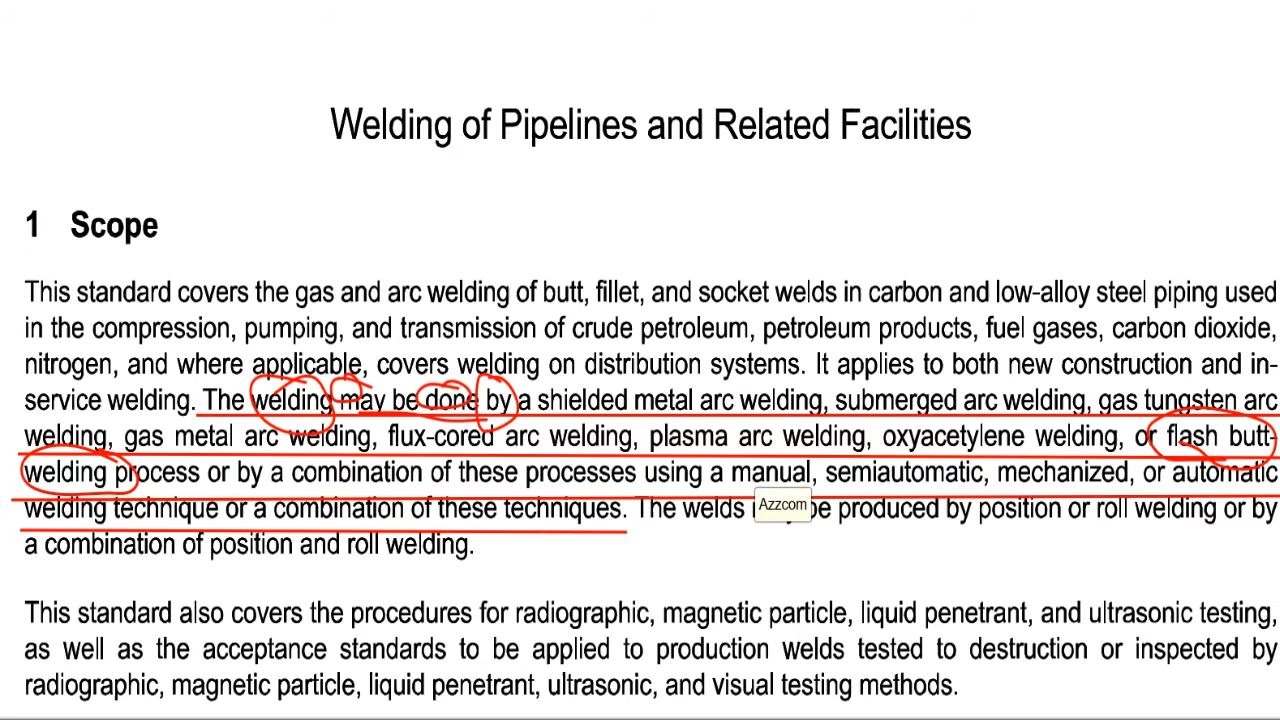 Welding of Pipelines and Related Facilities
1 Scope
This standard covers the gas and arc welding of butt, fillet, and socket welds in carbon and low-alloy steel piping used
in the compression, pumping, and transmission of crude petroleum, petroleum products, fuel gases, carbon dioxide,
nitrogen, and where applicable, covers welding on distribution systems. It applies to both new construction and in-
service welding. The welding may be done by a shielded metal arc welding, submerged arc welding, gas tungsten arc
welding, gas metal arc welding, flux-cored arc welding, plasma arc welding, oxyacetylene welding, or flash butt-
welding process or by a combination of these processes using a manual, semiautomatic, mechanized, or automatic
welding technique or a combination of these techniques. The welds be produced by position or roll welding or by
Azzcom
a combination of position and roll welding.
This standard also covers the procedures for radiographic, magnetic particle, liquid penetrant, and ultrasonic testing,
as well as the acceptance standards to be applied to production welds tested to destruction or inspected by
radiographic, magnetic particle, liquid penetrant, ultrasonic, and visual testing methods.